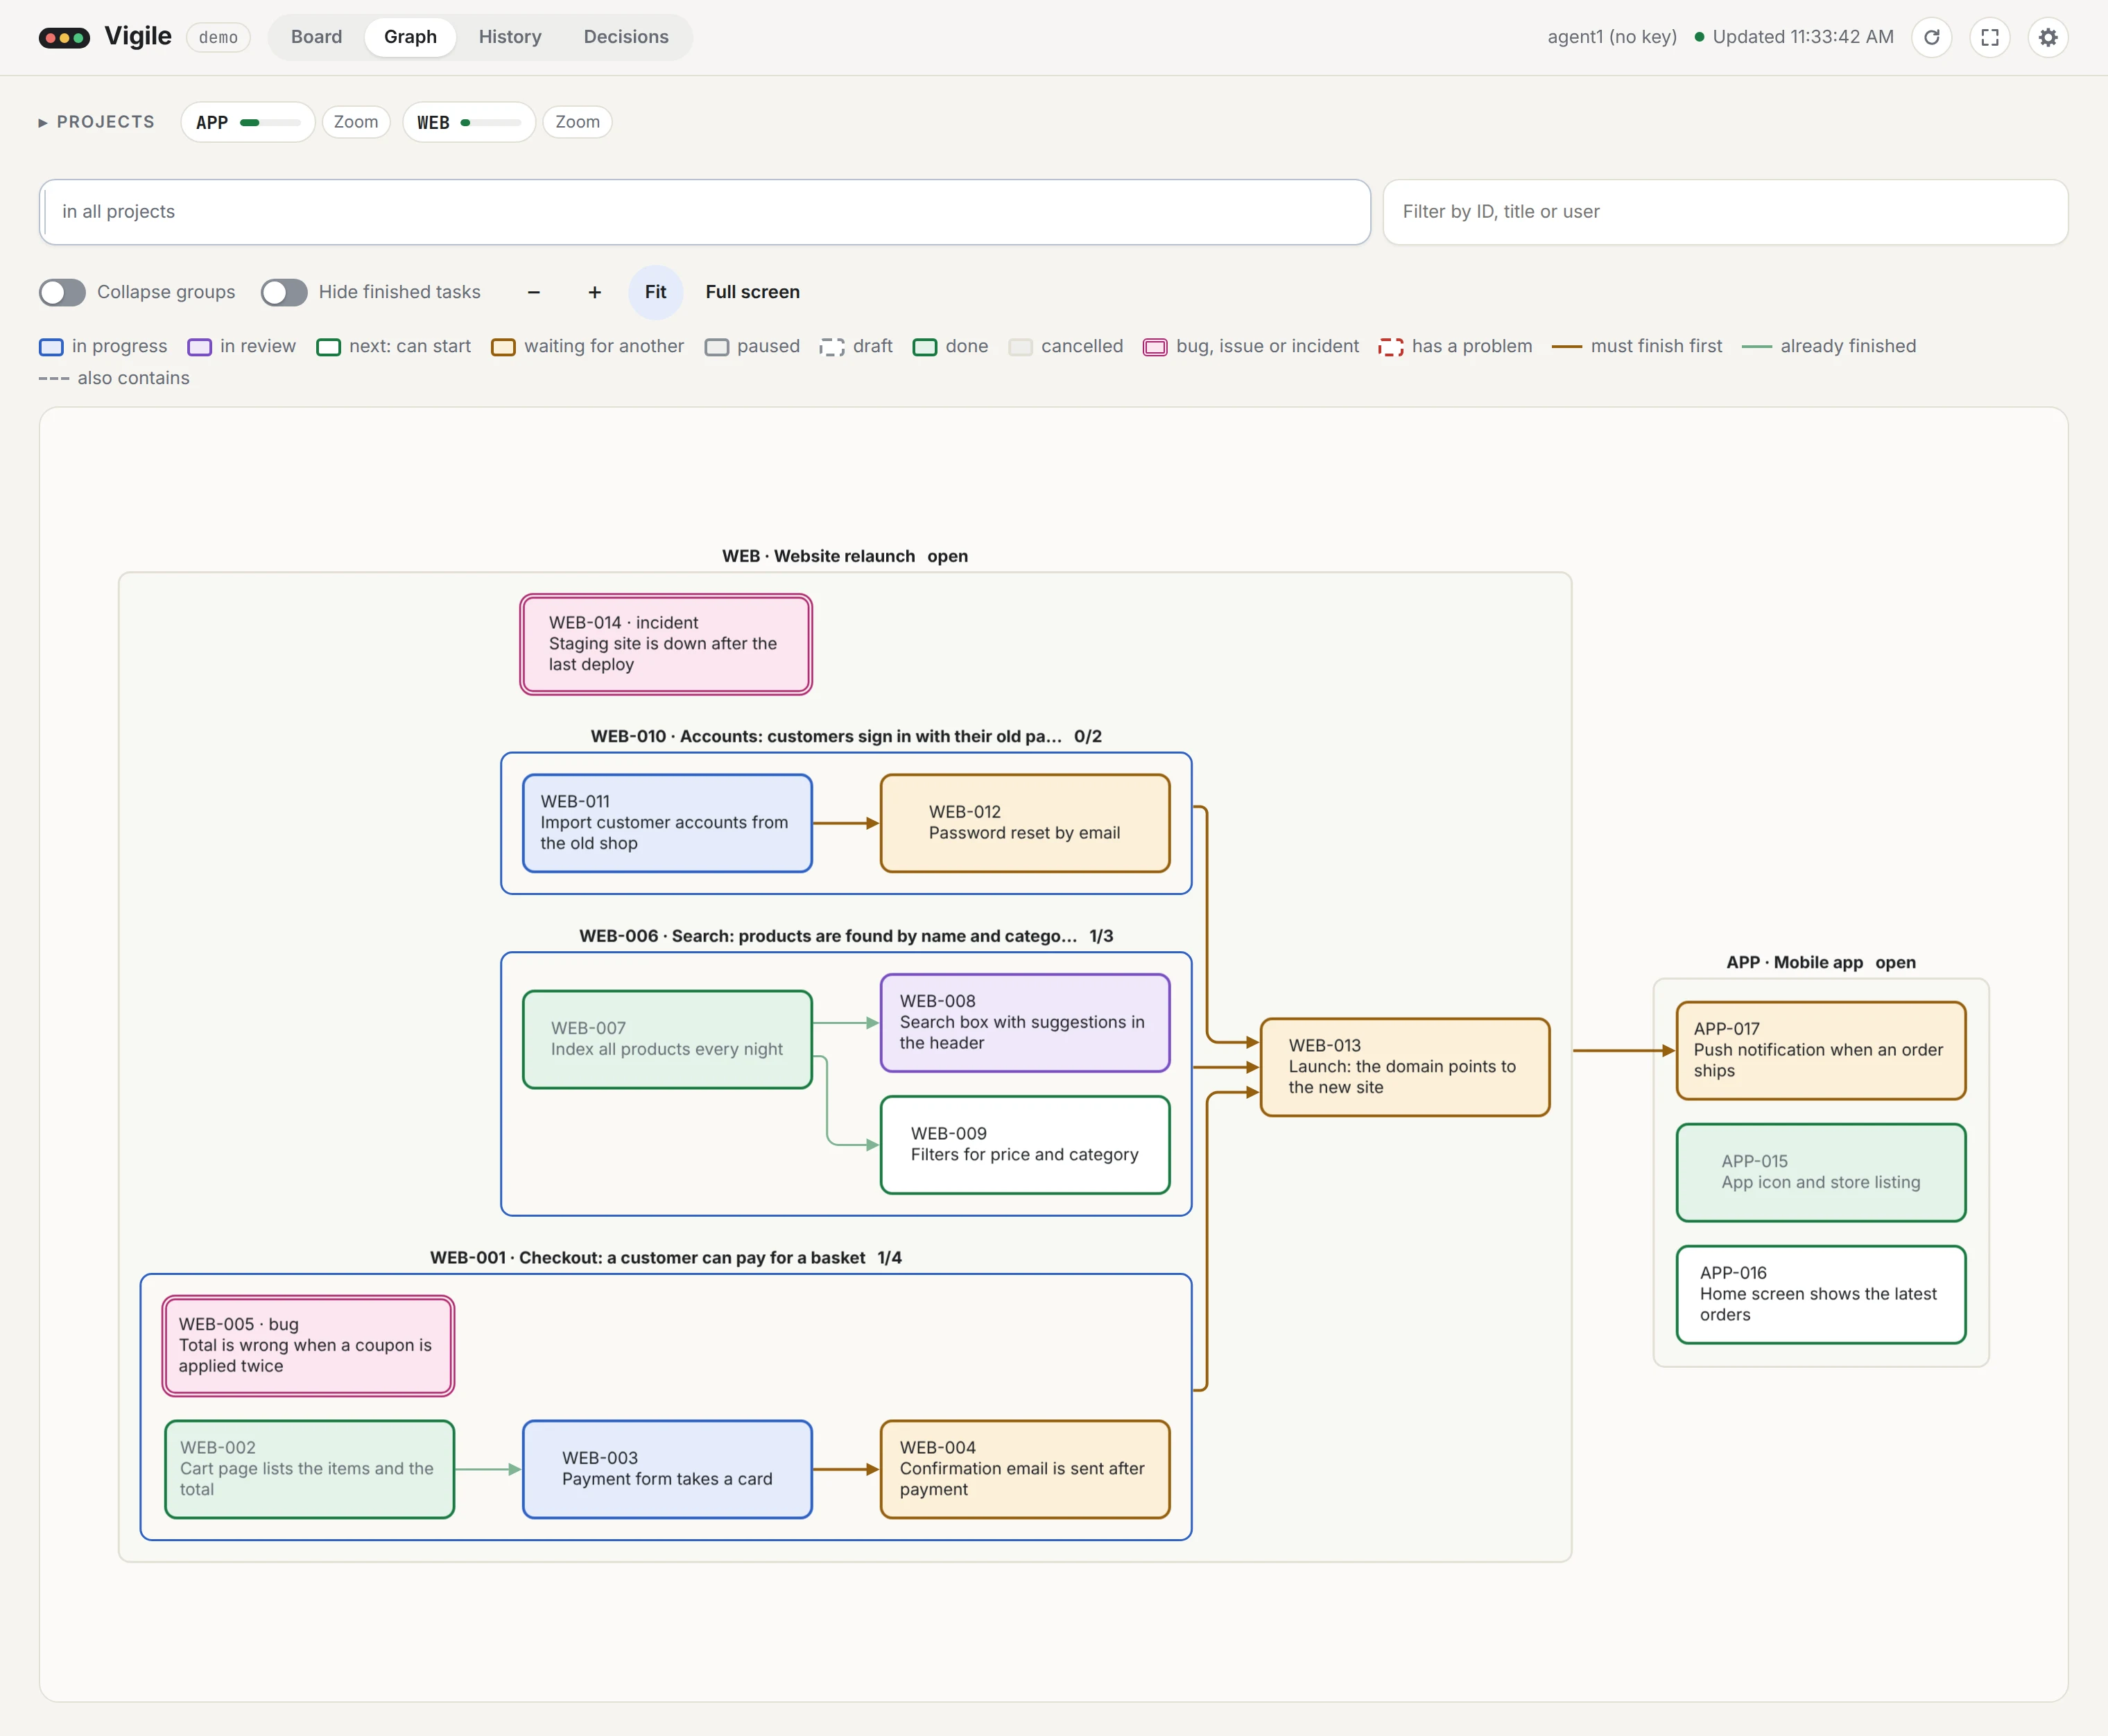 Vigile demo Board Graph History Decisions agent1 (no key) Updated 11:33:42 AM
PROJECTS APP Zoom WEB Zoom
in all projects Filter by ID, title or user
Collapse groups Hide finished tasks − + Fit Full screen
in progress in review next: can start waiting for another paused draft done cancelled bug, issue or incident has a problem must finish first already finished
also contains
WEB · Website relaunch open
WEB-014 · incident
Staging site is down after the
last deploy
WEB-010 · Accounts: customers sign in with their old pa... 0/2
WEB-011
Import customer accounts from
the old shop
WEB-012
Password reset by email
WEB-006 · Search: products are found by name and catego... 1/3
WEB-007
Index all products every night
WEB-008
Search box with suggestions in
the header
WEB-009
Filters for price and category
WEB-013
Launch: the domain points to
the new site
WEB-001 · Checkout: a customer can pay for a basket 1/4
WEB-005 · bug
Total is wrong when a coupon is
applied twice
WEB-002
Cart page lists the items and the
total
WEB-003
Payment form takes a card
WEB-004
Confirmation email is sent after
payment
APP · Mobile app open
APP-017
Push notification when an order
ships
APP-015
App icon and store listing
APP-016
Home screen shows the latest
orders